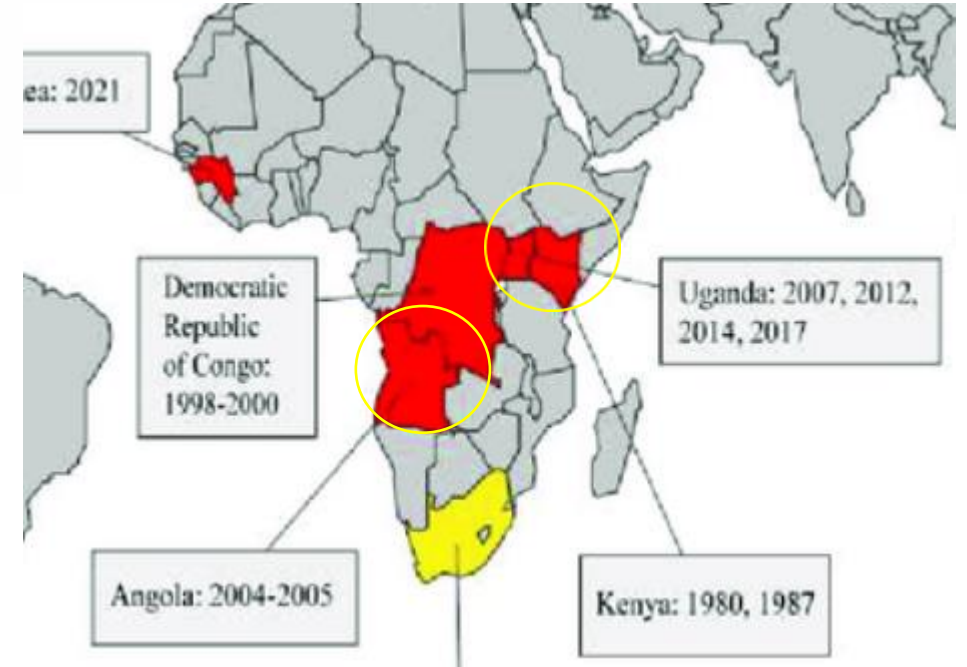 ea: 2021
Democratic
Republic
of Congo:
1998-2000
Uganda: 2007, 2012,
2014, 2017
Angola: 2004-2005
Kenya: 1980, 1987